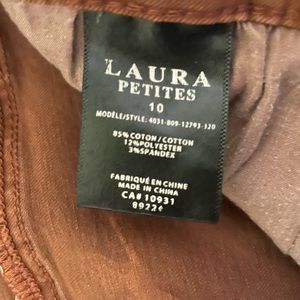 LAURA
PETITES
10
MODÈLE/STYLE: 4031-809-12793-120
85% COTON/COTTON
12%POLYESTER
3%SPANDEX
FABRIQUÉ EN CHINE
MADE IN CHINA
CA# 10931
89224